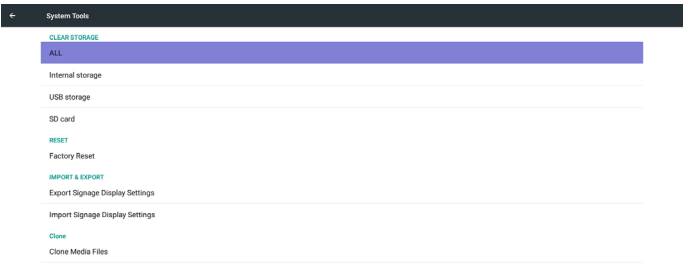 System Tools
CLEAR STORAGE
ALL
Internal storage
USB storage
SD card
RESET
Factory Reset
IMPORT & EXPORT
Export Signage Display Settings
Import Signage Display Settings
Clone
Clone Media Files